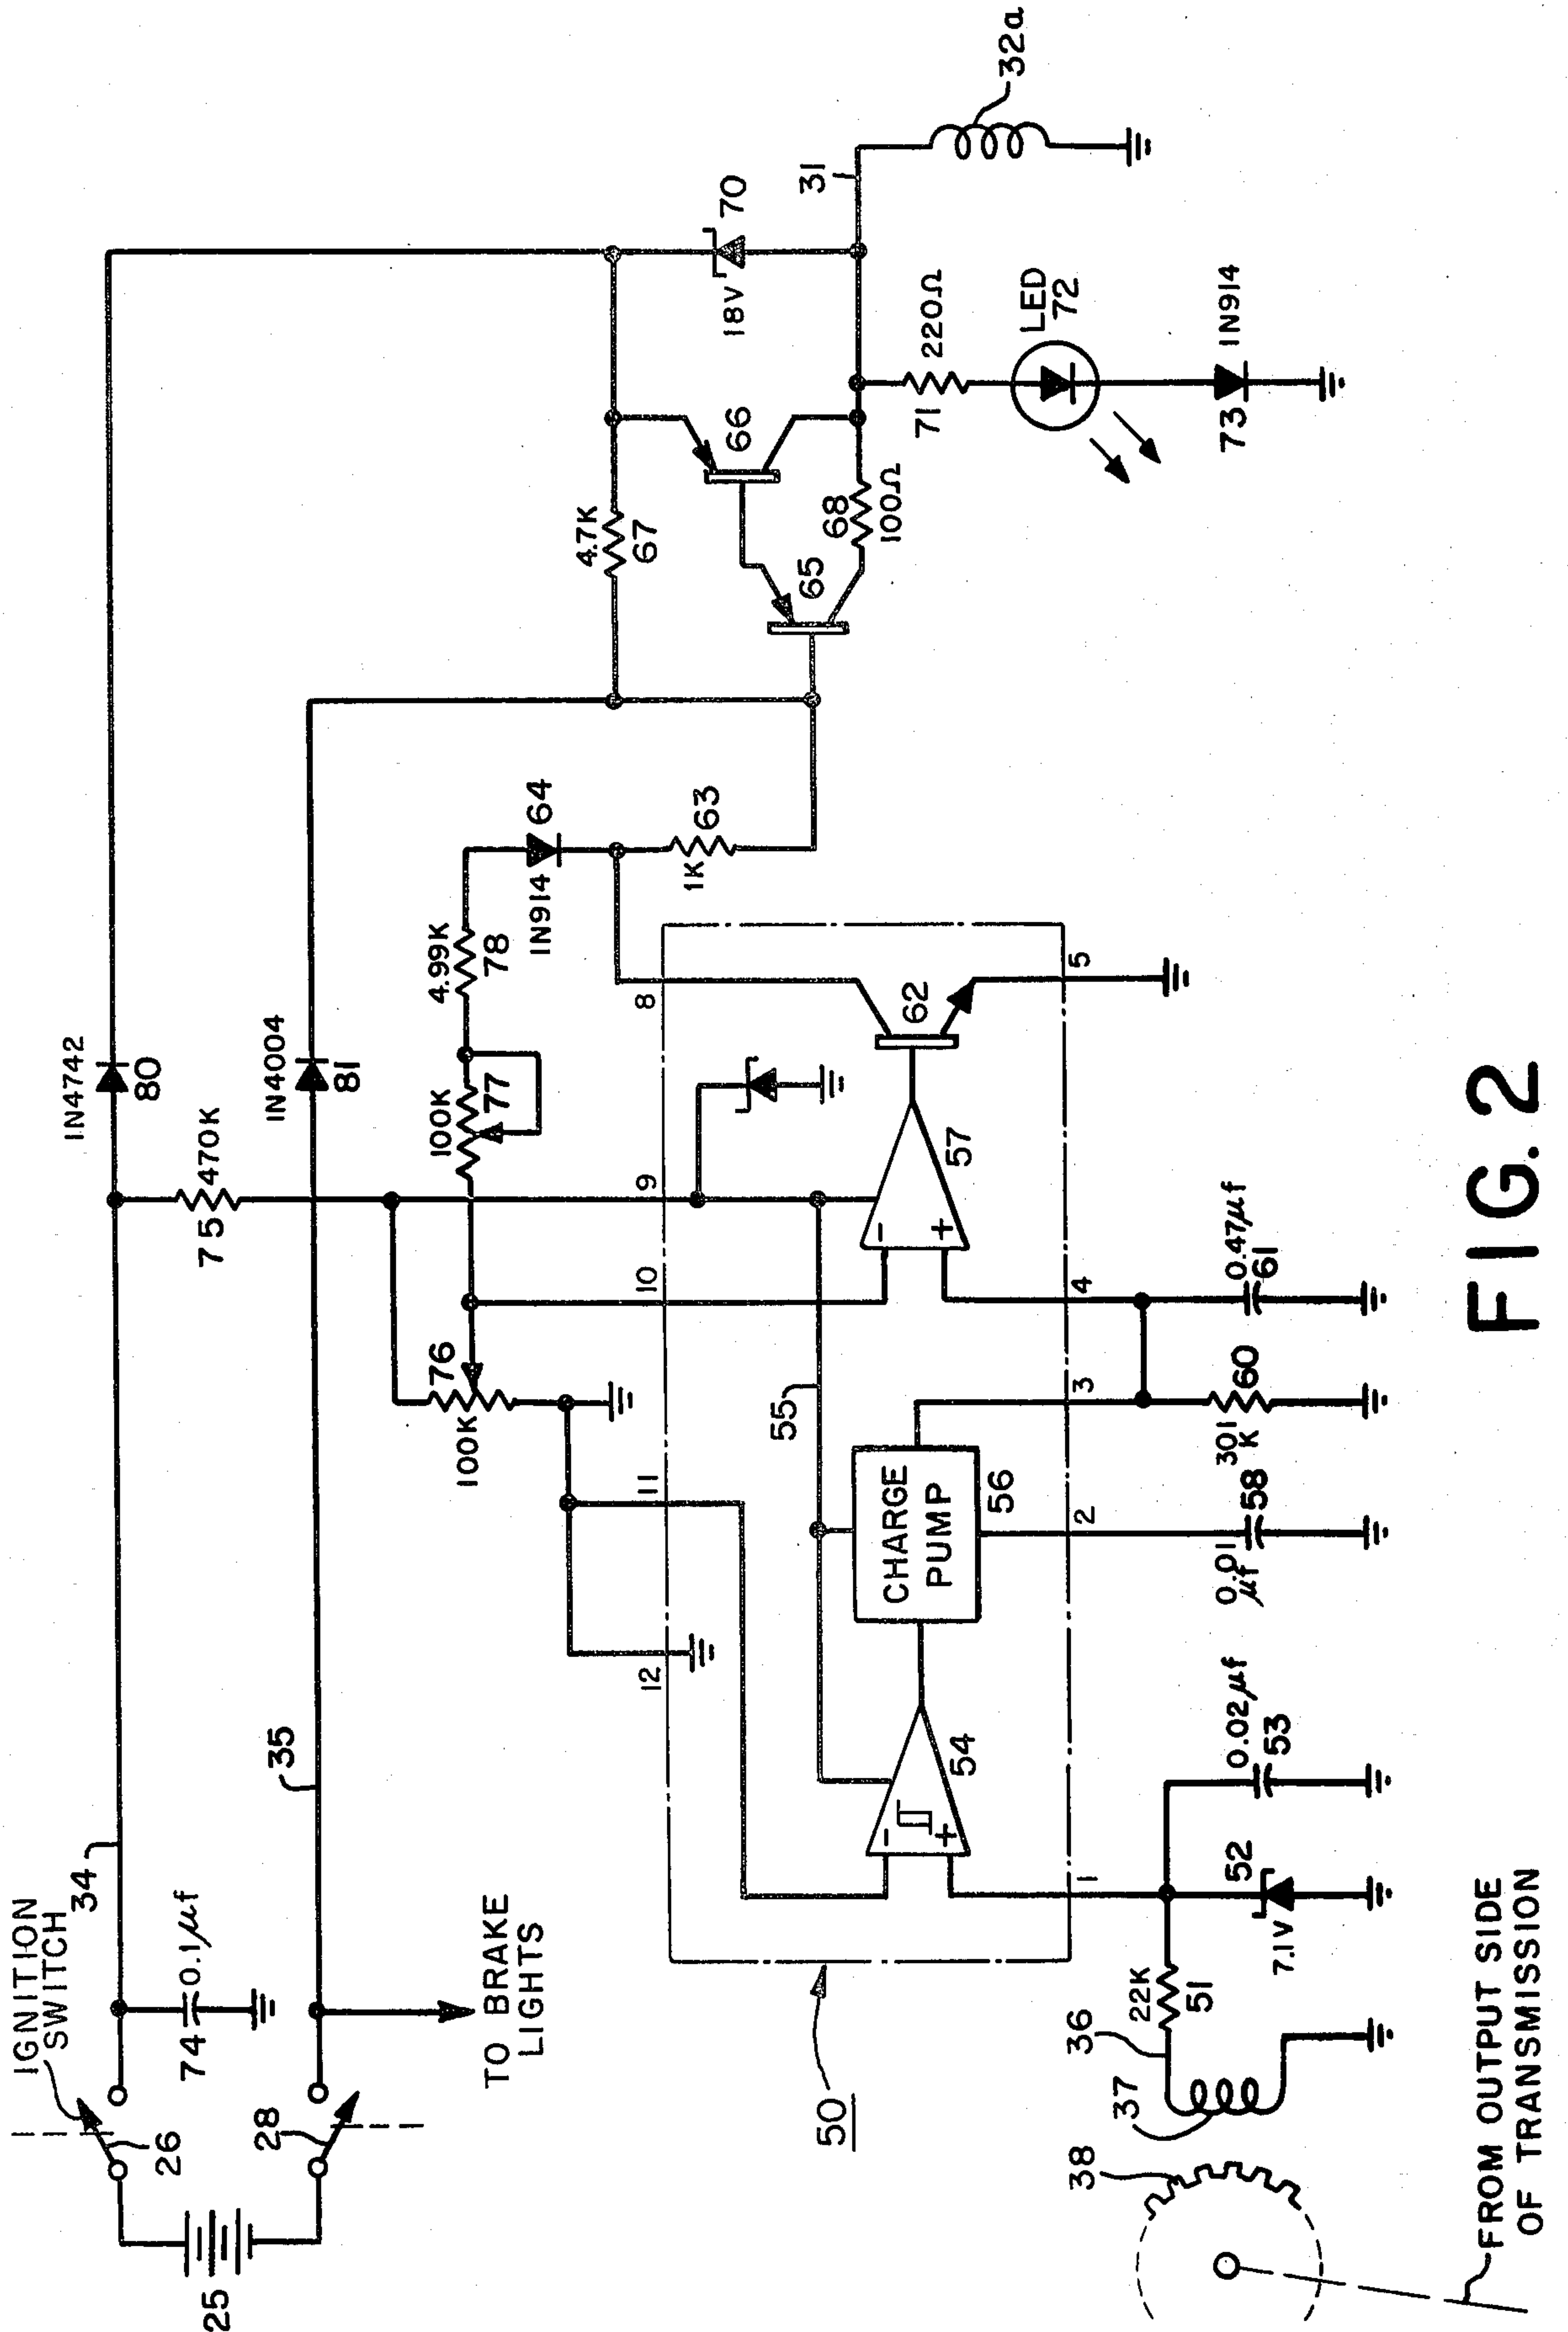 IGNITION
SWITCH
34
26
74
0.1µf
25
28
35
TO BRAKE
LIGHTS
1N4742
80
75
470K
1N4004
81
76
100K
100K
77
4.99K
78
1N914
64
1K
63
4.7K
67
65
66
68
100Ω
18V
70
31
32a
71
220Ω
LED
72
73
1N914
50
12
11
10
9
8
55
54
CHARGE
PUMP
56
57
62
1
2
3
4
5
36
37
38
22K
51
7.1V
52
0.02µf
53
0.01
µf
58
301
K
60
0.47µf
61
FROM OUTPUT SIDE
OF TRANSMISSION
FIG. 2